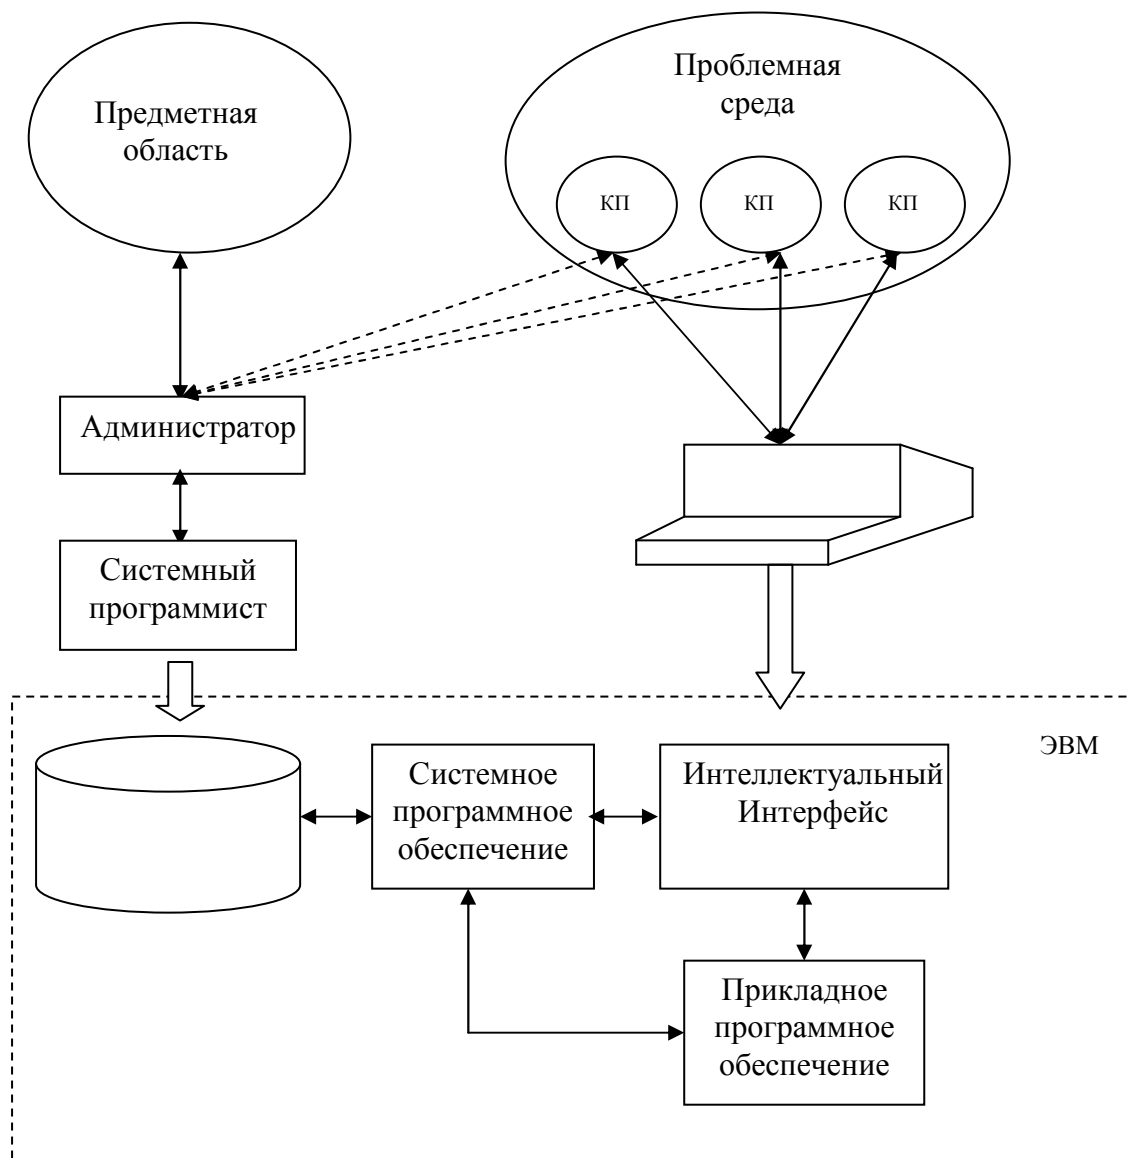 Предметная
область
Проблемная
среда
КП
КП
КП
Администратор
Системный
программист
ЭВМ
Системное
программное
обеспечение
Интеллектуальный
Интерфейс
Прикладное
программное
обеспечение